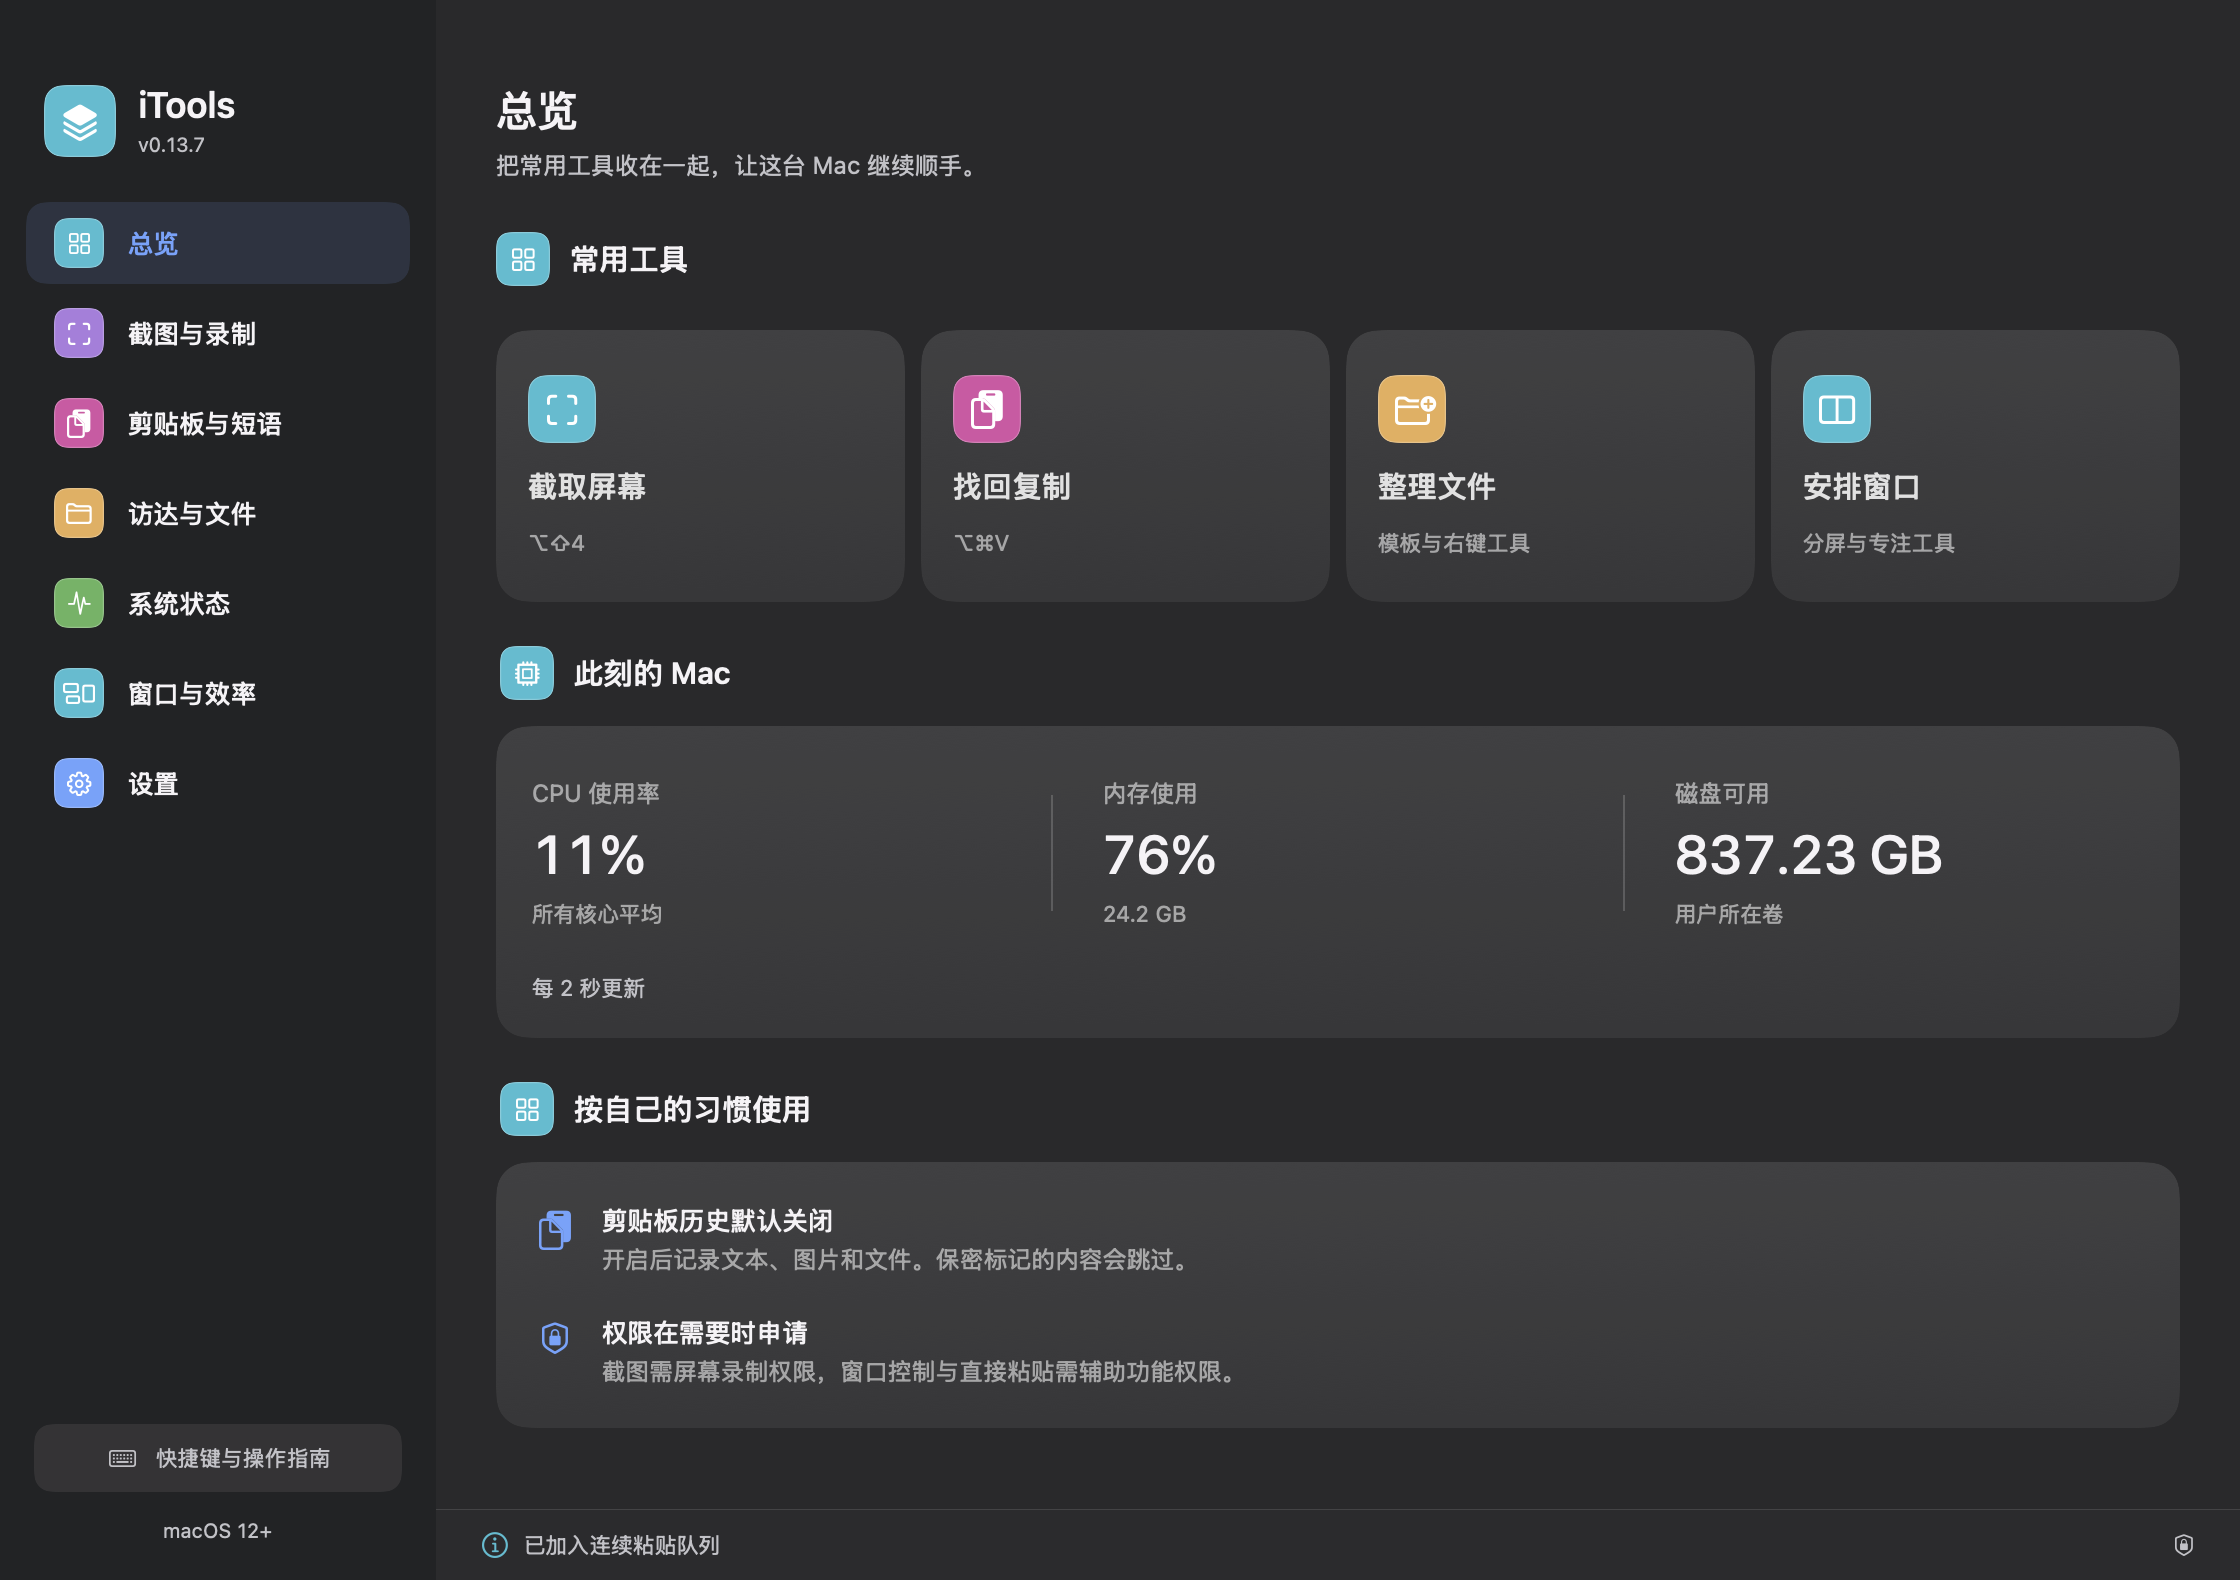 iTools
v0.13.7
总览
截图与录制
剪贴板与短语
访达与文件
系统状态
窗口与效率
设置
快捷键与操作指南
macOS 12+
总览
把常用工具收在一起，让这台 Mac 继续顺手。
常用工具
截取屏幕
⌥⇧4
找回复制
⌥⌘V
整理文件
模板与右键工具
安排窗口
分屏与专注工具
此刻的 Mac
CPU 使用率
11%
所有核心平均
内存使用
76%
24.2 GB
磁盘可用
837.23 GB
用户所在卷
每 2 秒更新
按自己的习惯使用
剪贴板历史默认关闭
开启后记录文本、图片和文件。保密标记的内容会跳过。
权限在需要时申请
截图需屏幕录制权限，窗口控制与直接粘贴需辅助功能权限。
已加入连续粘贴队列